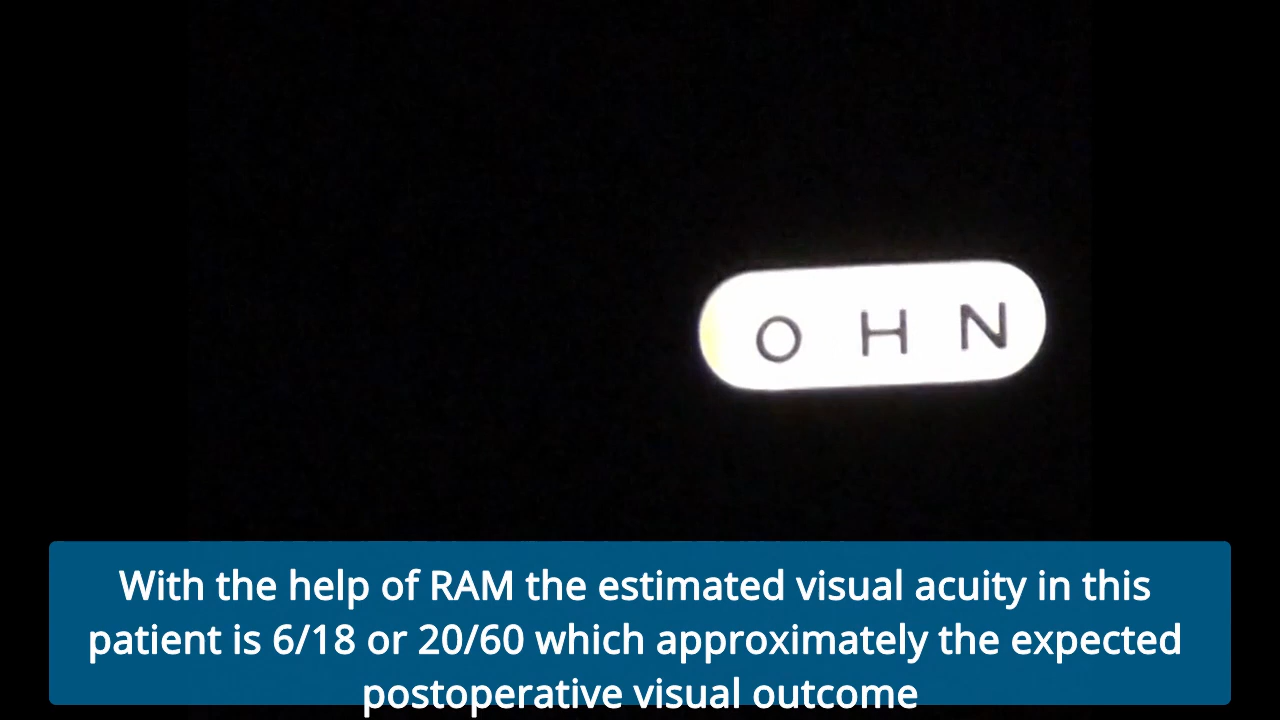 O H N
With the help of RAM the estimated visual acuity in this
patient is 6/18 or 20/60 which approximately the expected
postoperative visual outcome